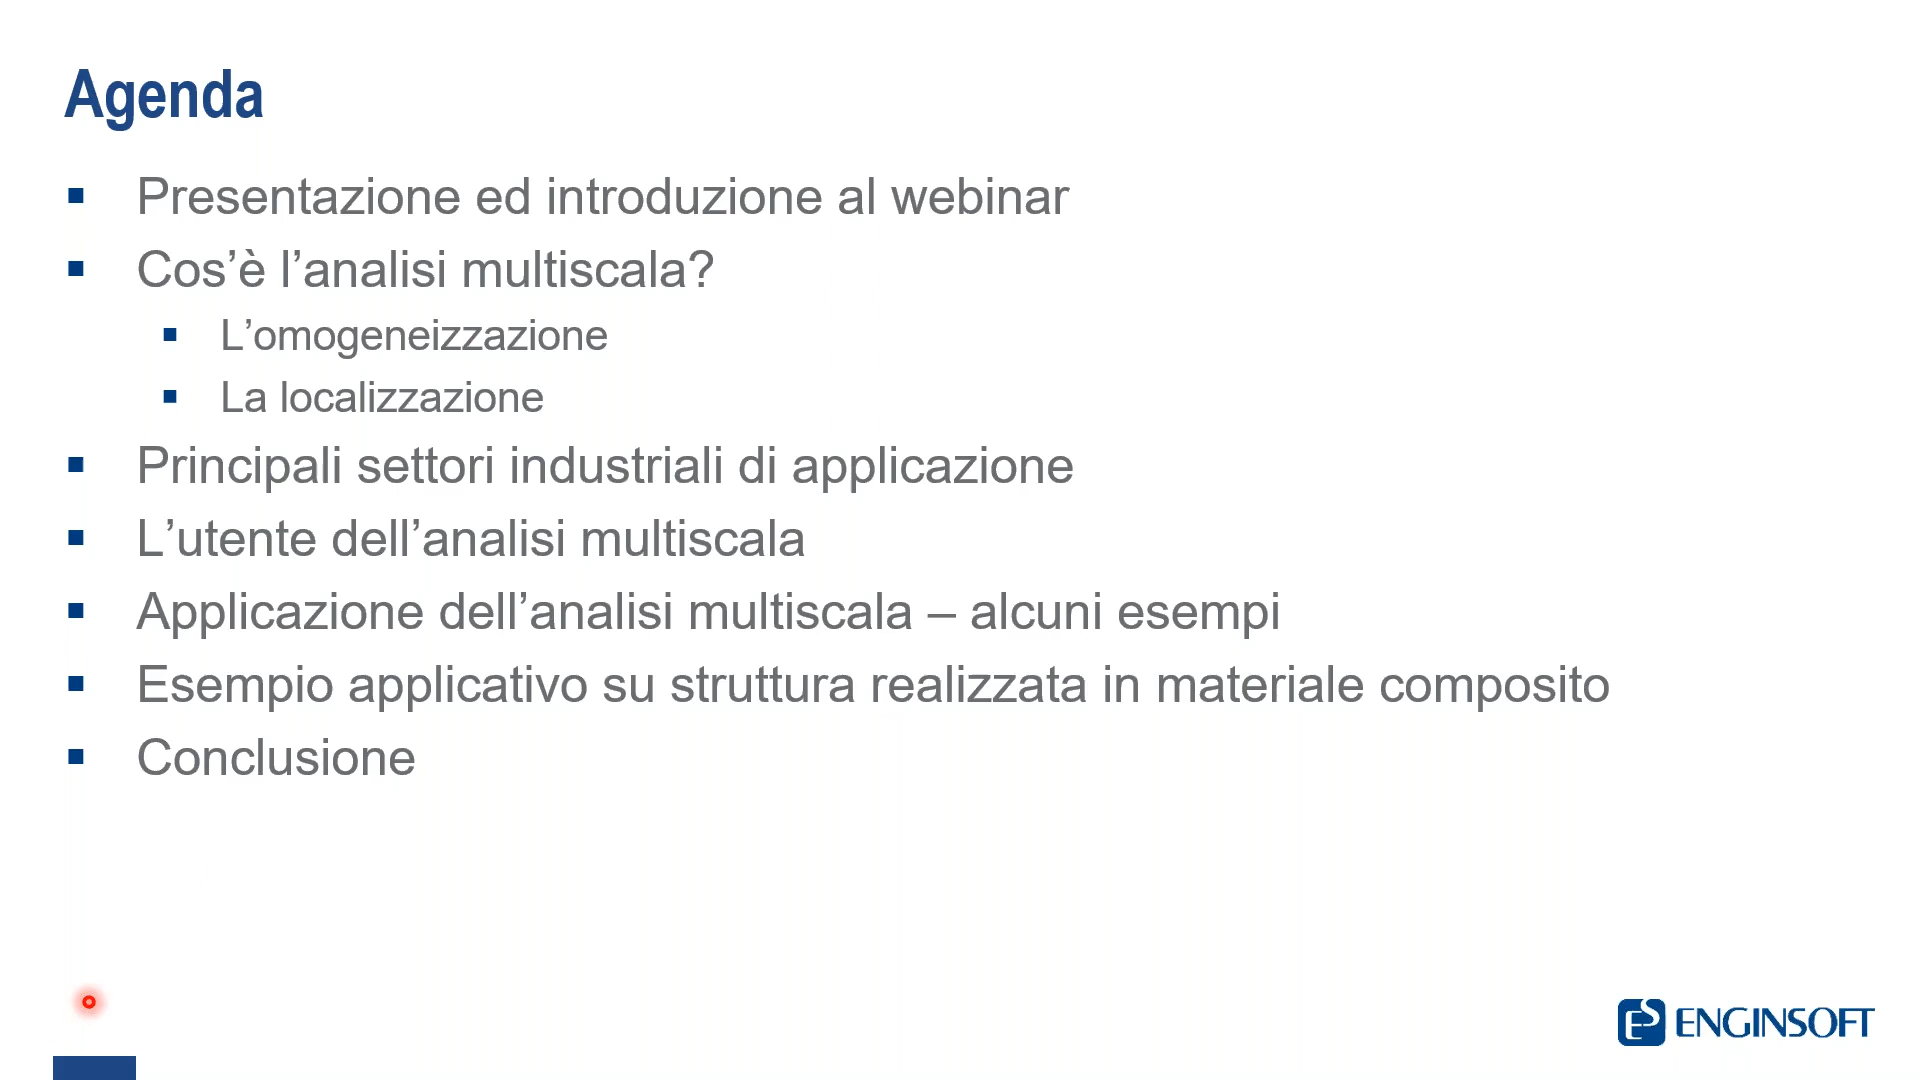 Agenda
▪ Presentazione ed introduzione al webinar
▪ Cos’è l’analisi multiscala?
▪ L’omogeneizzazione
▪ La localizzazione
▪ Principali settori industriali di applicazione
▪ L’utente dell’analisi multiscala
▪ Applicazione dell’analisi multiscala – alcuni esempi
▪ Esempio applicativo su struttura realizzata in materiale composito
▪ Conclusione
ENGINSOFT